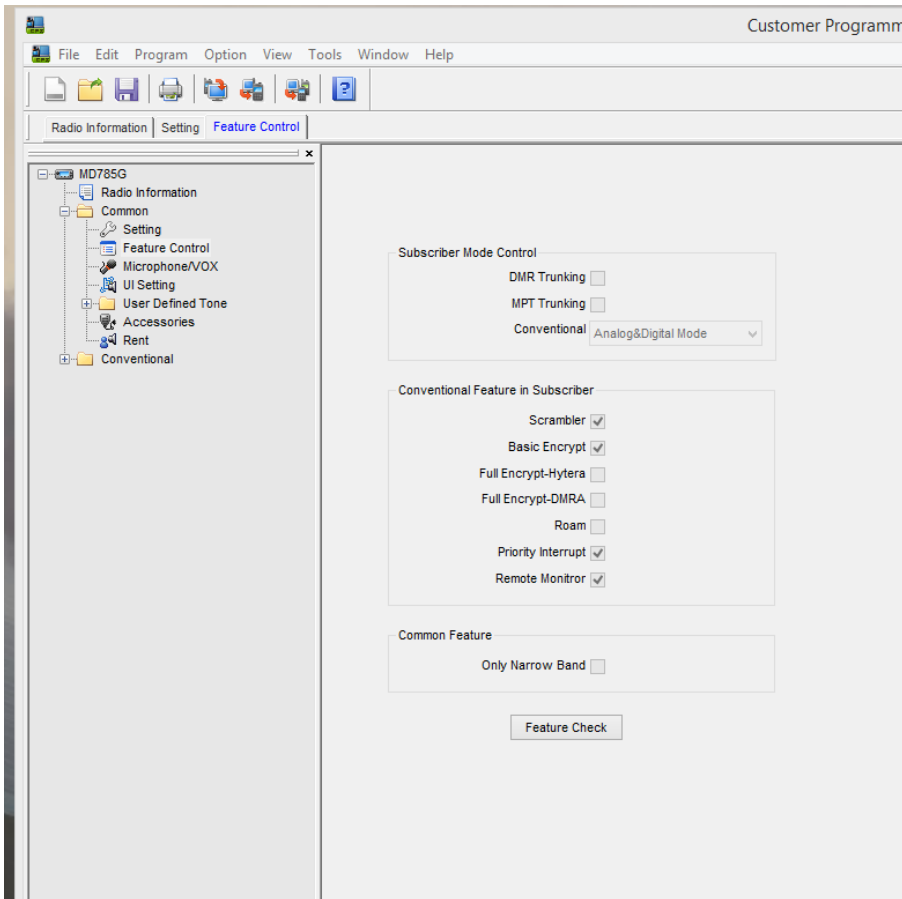 Customer Programm
File Edit Program Option View Tools Window Help
Radio Information Setting Feature Control
MD785G
Radio Information
Common
Setting
Feature Control
Microphone/VOX
UI Setting
User Defined Tone
Accessories
Rent
Conventional
Subscriber Mode Control
DMR Trunking
MPT Trunking
Conventional Analog&Digital Mode
Conventional Feature in Subscriber
Scrambler
Basic Encrypt
Full Encrypt-Hytera
Full Encrypt-DMRA
Roam
Priority Interrupt
Remote Monitror
Common Feature
Only Narrow Band
Feature Check